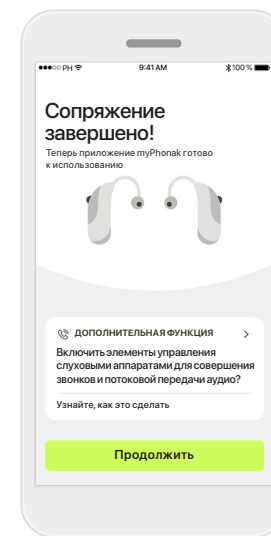 ●●●○○ PH 9:41 AM 100 %
Сопряжение
завершено!
Теперь приложение myPhonak готово
к использованию
ДОПОЛНИТЕЛЬНАЯ ФУНКЦИЯ
Включить элементы управления
слуховыми аппаратами для совершения
звонков и потоковой передачи аудио?
Узнайте, как это сделать
Продолжить